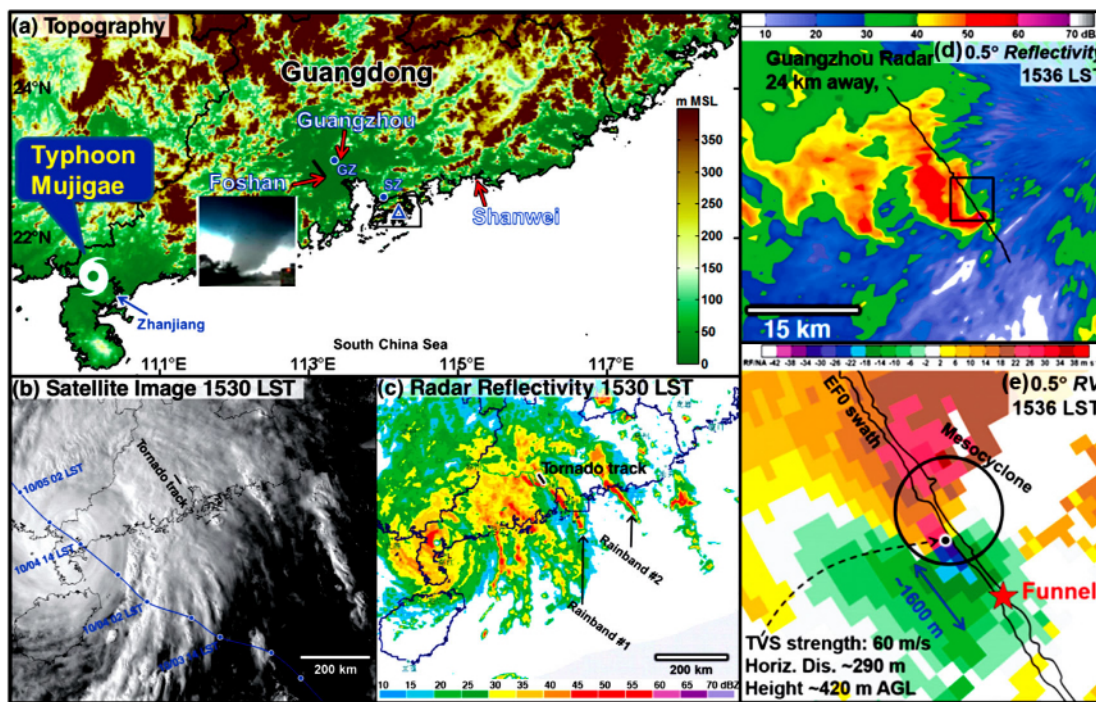 (a) Topography
Guangdong
24°N
Guangzhou
GZ
Foshan
SZ
Shanwei
Typhoon
Mujigae
22°N
Zhanjiang
South China Sea
111°E
113°E
115°E
117°E
m MSL
400
350
300
250
200
150
100
50
0
(b) Satellite Image 1530 LST
Tornado track
10/05 02 LST
10/04 14 LST
10/04 02 LST
200 km
(c) Radar Reflectivity 1530 LST
Tornado track
Rainband #2
Rainband #1
200 km
10 15 20 25 30 35 40 45 50 55 60 65 70 dBZ
10 20 30 40 50 60 70 dBZ
(d) 0.5° Reflectivity
1536 LST
Guangzhou Radar
24 km away,
15 km
RF/NA -42 -38 -34 -30 -26 -22 -18 -14 -10 -6 -2 2 6 10 14 18 22 26 30 34 38 m s
(e) 0.5° RV
1536 LST
EF0 swath
Mesocyclone
~1600 m
Funnel
TVS strength: 60 m/s
Horiz. Dis. ~290 m
Height ~420 m AGL